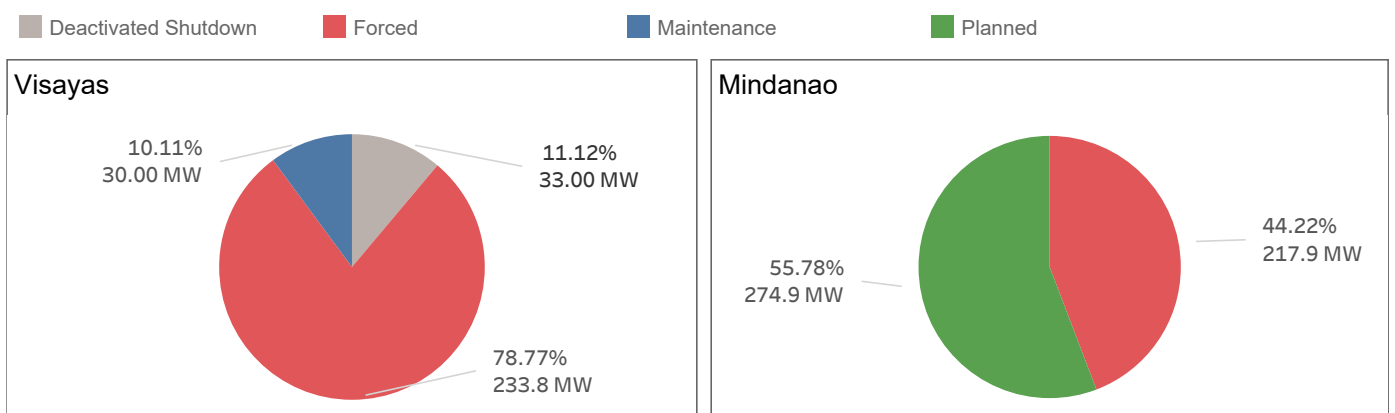 Deactivated Shutdown
Forced
Maintenance
Planned
Visayas
10.11%
30.00 MW
11.12%
33.00 MW
78.77%
233.8 MW
Mindanao
55.78%
274.9 MW
44.22%
217.9 MW